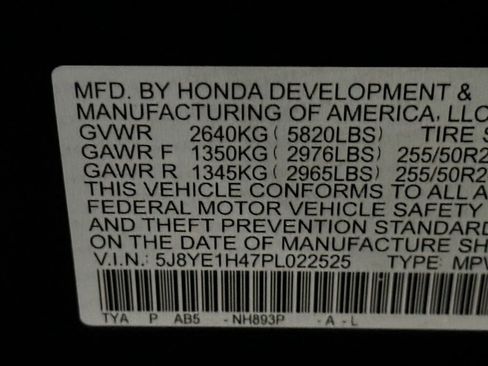 MFD. BY HONDA DEVELOPMENT &
MANUFACTURING OF AMERICA, LLC
GVWR 2640KG ( 5820LBS) TIRE S
GAWR F 1350KG ( 2976LBS) 255/50R2
GAWR R 1345KG ( 2965LBS) 255/50R2
THIS VEHICLE CONFORMS TO ALL A
FEDERAL MOTOR VEHICLE SAFETY
AND THEFT PREVENTION STANDARD
ON THE DATE OF MANUFACTURE SH
V.I.N.: 5J8YE1H47PL022525 TYPE: MPV
TYA P AB5 - NH893P - A - L